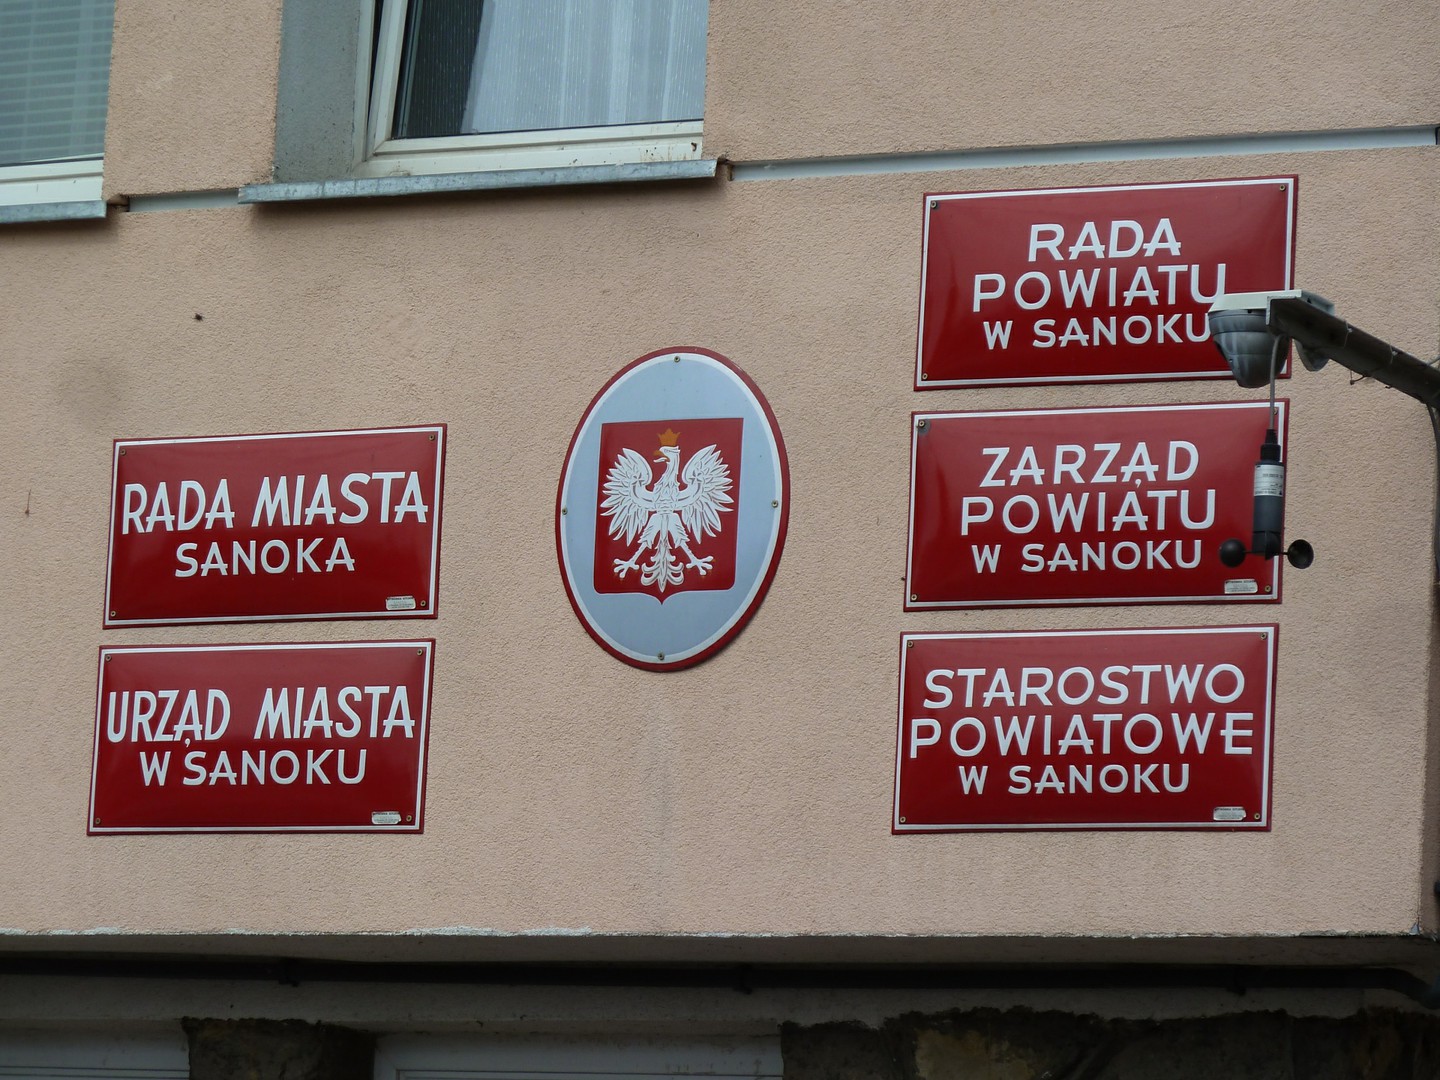 RADA MIASTA
SANOKA
URZĄD MIASTA
W SANOKU
RADA
POWIATU
W SANOKU
ZARZĄD
POWIATU
W SANOKU
STAROSTWO
POWIATOWE
W SANOKU